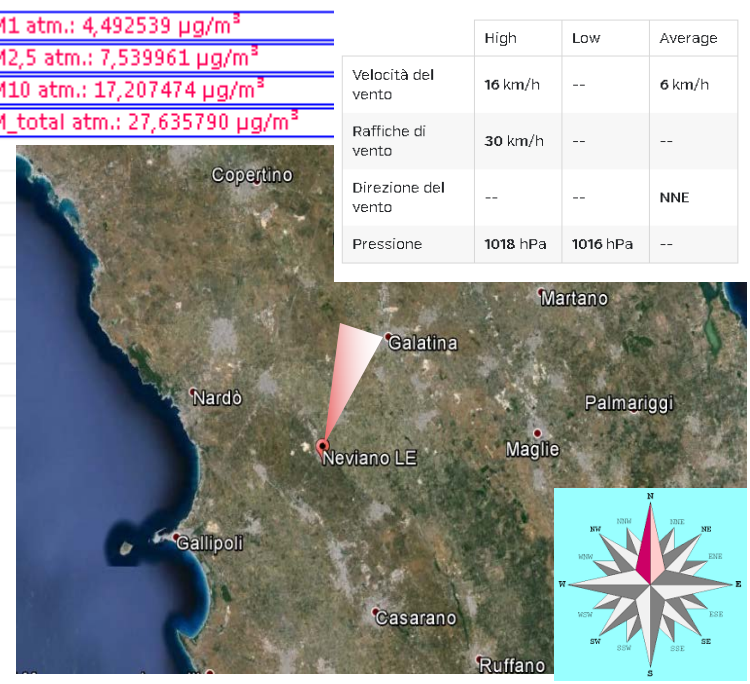 M1 atm.: 4,492539 µg/m³
M2,5 atm.: 7,539961 µg/m³
M10 atm.: 17,207474 µg/m³
M_total atm.: 27,635790 µg/m³
High Low Average
Velocità del vento 16 km/h -- 6 km/h
Raffiche di vento 30 km/h -- --
Direzione del vento -- -- NNE
Pressione 1018 hPa 1016 hPa --
Copertino
Martano
Galatina
Nardò
Palmariggi
Maglie
Neviano LE
Gallipoli
Casarano
Ruffano
N
NNW NNE
NW NE
WNW ENE
W E
WSW ESE
SW SE
SSW SSE
S